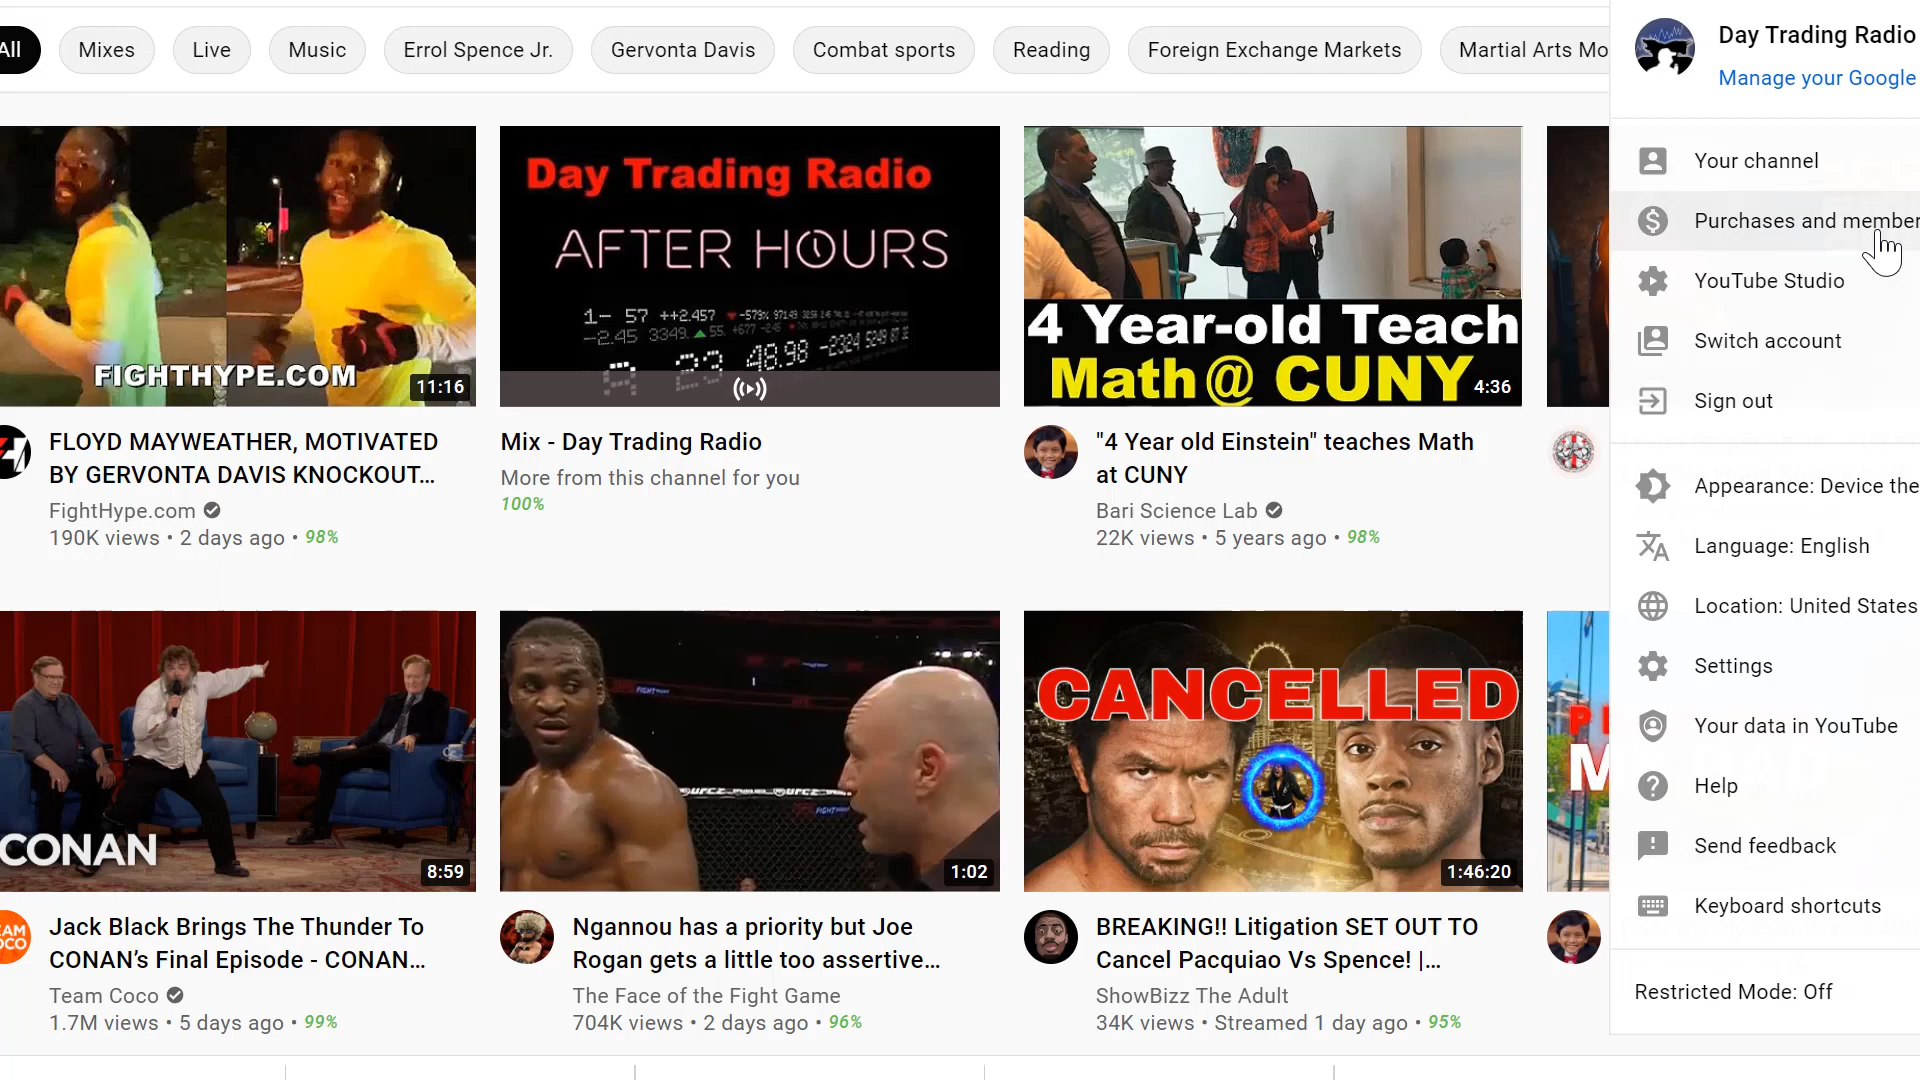 All
Mixes
Live
Music
Errol Spence Jr.
Gervonta Davis
Combat sports
Reading
Foreign Exchange Markets
Martial Arts Mo
Day Trading Radio
Manage your Google
Your channel
Purchases and member
YouTube Studio
Switch account
Sign out
Appearance: Device the
Language: English
Location: United States
Settings
Your data in YouTube
Help
Send feedback
Keyboard shortcuts
Restricted Mode: Off
FIGHTHYPE.COM
11:16
FLOYD MAYWEATHER, MOTIVATED
BY GERVONTA DAVIS KNOCKOUT...
FightHype.com
190K views • 2 days ago • 98%
Day Trading Radio
AFTER HOURS
Mix - Day Trading Radio
More from this channel for you
100%
4 Year-old Teach
Math@ CUNY
4:36
"4 Year old Einstein" teaches Math
at CUNY
Bari Science Lab
22K views • 5 years ago • 98%
CONAN
8:59
Jack Black Brings The Thunder To
CONAN’s Final Episode - CONAN...
Team Coco
1.7M views • 5 days ago • 99%
1:02
Ngannou has a priority but Joe
Rogan gets a little too assertive...
The Face of the Fight Game
704K views • 2 days ago • 96%
CANCELLED
1:46:20
BREAKING!! Litigation SET OUT TO
Cancel Pacquiao Vs Spence! |...
ShowBizz The Adult
34K views • Streamed 1 day ago • 95%